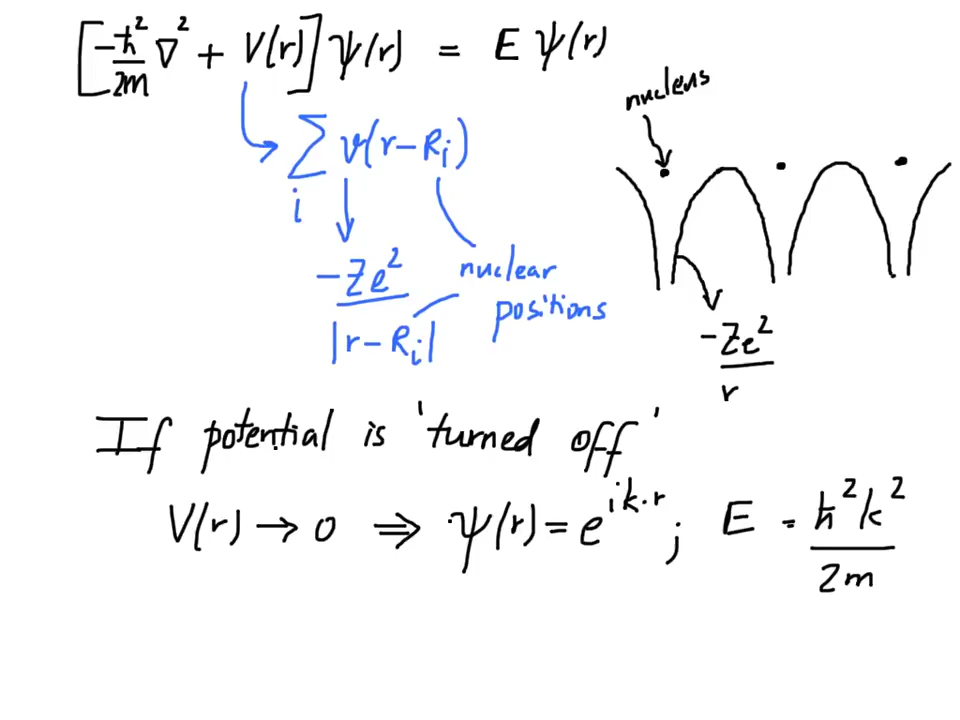 [-ħ²/2m ∇² + V(r)] ψ(r) = E ψ(r)
nucleus
∑ᵢ v(r-Rᵢ)
-Ze²/|r-Rᵢ|
nuclear
positions
-Ze²/r
If potential is 'turned off'
V(r) → 0 ⇒ ψ(r) = e^{ik·r}; E = ħ²k²/2m